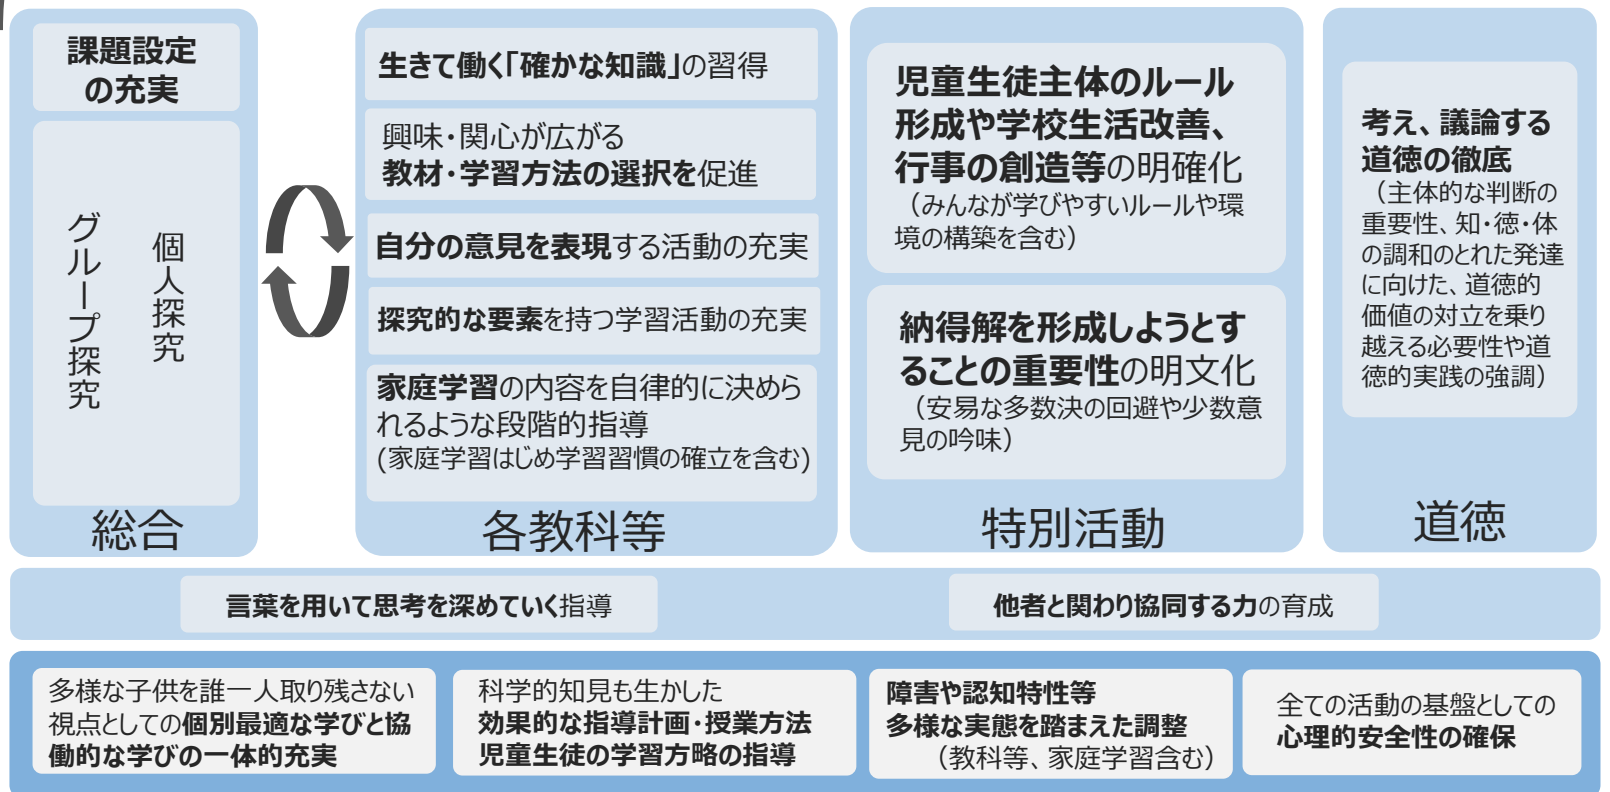 課題設定
の充実
グループ探究
個人探究
総合
生きて働く「確かな知識」の習得
興味・関心が広がる
教材・学習方法の選択を促進
自分の意見を表現する活動の充実
探究的な要素を持つ学習活動の充実
家庭学習の内容を自律的に決めら
れるような段階的指導
(家庭学習はじめ学習習慣の確立を含む)
各教科等
児童生徒主体のルール
形成や学校生活改善、
行事の創造等の明確化
（みんなが学びやすいルールや環
境の構築を含む）
納得解を形成しようとす
ることの重要性の明文化
（安易な多数決の回避や少数意
見の吟味）
特別活動
考え、議論する
道徳の徹底
（主体的な判断の
重要性、知・徳・体
の調和のとれた発達
に向けた、道徳的
価値の対立を乗り
越える必要性や道
徳的実践の強調）
道徳
言葉を用いて思考を深めていく指導
他者と関わり協同する力の育成
多様な子供を誰一人取り残さない
視点としての個別最適な学びと協
働的な学びの一体的充実
科学的知見も生かした
効果的な指導計画・授業方法
児童生徒の学習方略の指導
障害や認知特性等
多様な実態を踏まえた調整
（教科等、家庭学習含む）
全ての活動の基盤としての
心理的安全性の確保